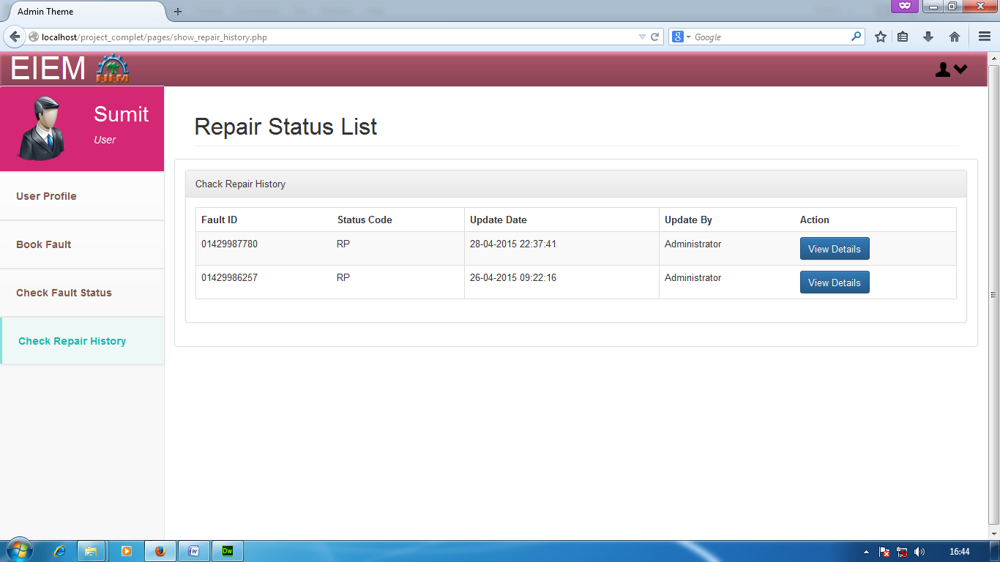 Admin Theme
localhost/project_complet/pages/show_repair_history.php
8
Google
EIEM
EIEM
Sumit
User
User Profile
Book Fault
Check Fault Status
Check Repair History
Repair Status List
Chack Repair History
Fault ID Status Code Update Date Update By Action
01429987780 RP 28-04-2015 22:37:41 Administrator View Details
01429986257 RP 26-04-2015 09:22:16 Administrator View Details
W
Dw
16:44